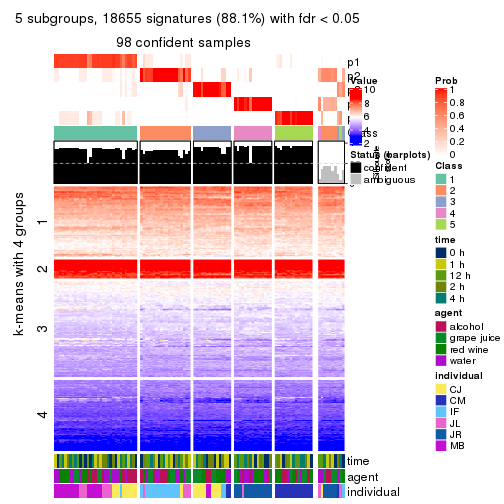 5 subgroups, 18655 signatures (88.1%) with fdr < 0.05
98 confident samples
p1
p2
k-means with 4 groups
1
2
3
4
time
agent
individual
Value
10
8
6
4
2
Status (barplots)
confident
ambiguous
Prob
1
0.8
0.6
0.4
0.2
0
Class
1
2
3
4
5
time
0 h
1 h
12 h
2 h
4 h
agent
alcohol
grape juice
red wine
water
individual
CJ
CM
IF
JL
JR
MB